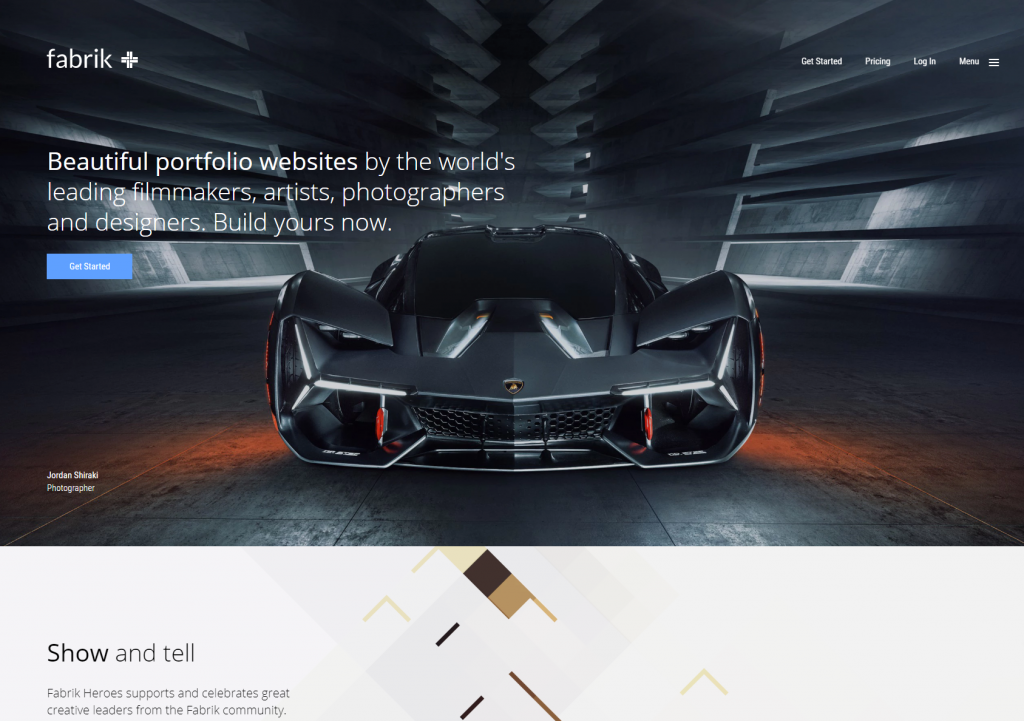 fabrik
Get Started
Pricing
Log In
Menu
Beautiful portfolio websites by the world's
leading filmmakers, artists, photographers
and designers. Build yours now.
Get Started
Jordan Shiraki
Photographer
Show and tell
Fabrik Heroes supports and celebrates great
creative leaders from the Fabrik community.